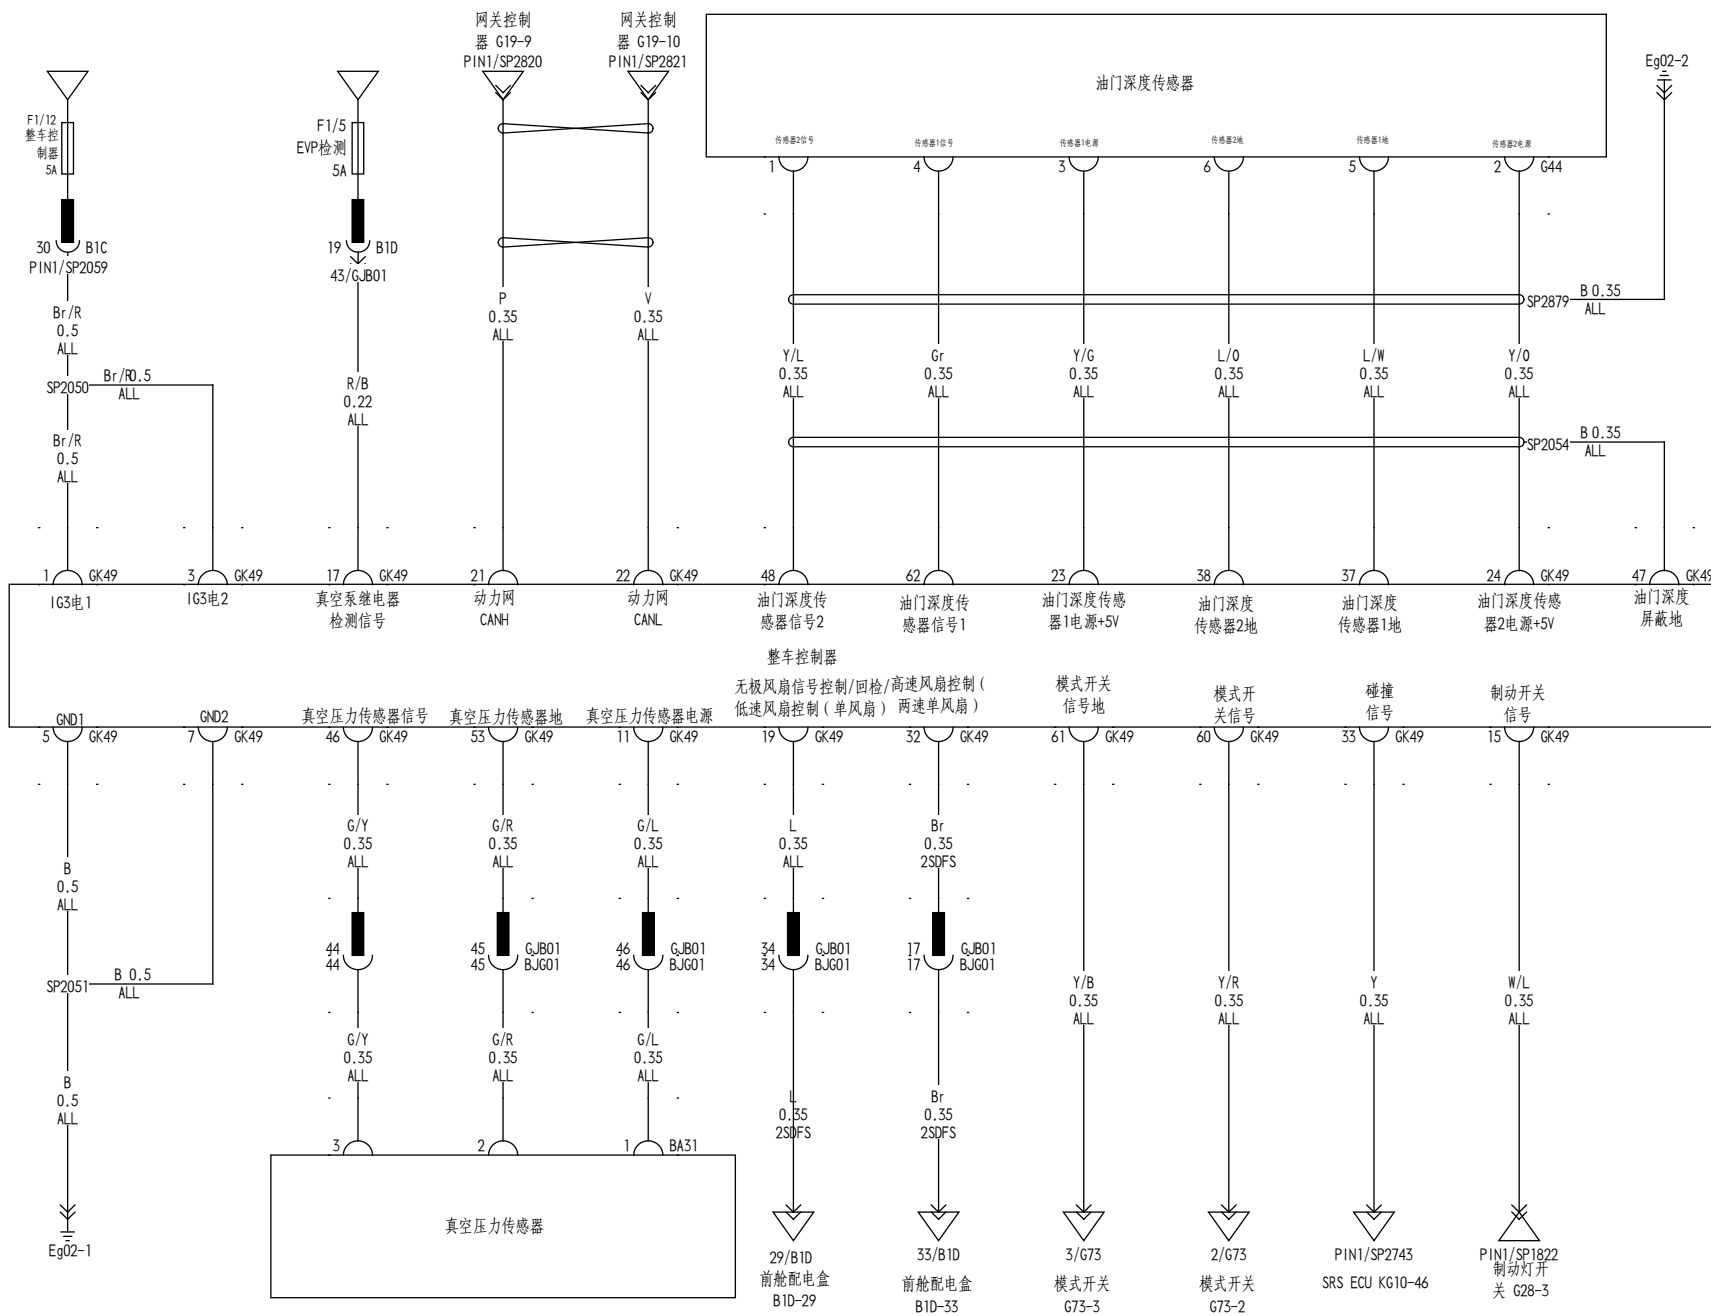 网关控制
器 G19-9
PIN1/SP2820
网关控制
器 G19-10
PIN1/SP2821
油门深度传感器
Eg02-2
F1/12
整车控
制器
5A
F1/5
EVP检测
5A
传感器2信号
传感器1信号
传感器1电源
传感器2地
传感器1地
传感器2电源
1
4
3
6
5
2 G44
30 B1C
PIN1/SP2059
19 B1D
43/GJB01
Br/R
0.5
ALL
P
0.35
ALL
V
0.35
ALL
SP2879
B 0.35
ALL
SP2050
Br/R0.5
ALL
R/B
0.22
ALL
Y/L
0.35
ALL
Gr
0.35
ALL
Y/G
0.35
ALL
L/O
0.35
ALL
L/W
0.35
ALL
Y/O
0.35
ALL
Br/R
0.5
ALL
SP2054
B 0.35
ALL
1 GK49
3 GK49
17 GK49
21
22 GK49
48
62
23
38
37
24 GK49
47 GK49
IG3电1
IG3电2
真空泵继电器
检测信号
动力网
CANH
动力网
CANL
油门深度传
感器信号2
油门深度传
感器信号1
油门深度传感
器1电源+5V
油门深度
传感器2地
油门深度
传感器1地
油门深度传感
器2电源+5V
油门深度
屏蔽地
整车控制器
GND1
GND2
真空压力传感器信号
真空压力传感器地
真空压力传感器电源
无极风扇信号控制/回检/
低速风扇控制(单风扇)
高速风扇控制(
两速单风扇)
模式开关
信号地
模式开
关信号
碰撞
信号
制动开关
信号
5 GK49
7 GK49
46 GK49
53 GK49
11 GK49
19 GK49
32 GK49
61 GK49
60 GK49
33 GK49
15 GK49
B
0.5
ALL
G/Y
0.35
ALL
G/R
0.35
ALL
G/L
0.35
ALL
L
0.35
ALL
Br
0.35
2SDFS
44
44
45 GJB01
45 BJG01
46 GJB01
46 BJG01
34 GJB01
34 BJG01
17 GJB01
17 BJG01
SP2051
B 0.5
ALL
Y/B
0.35
ALL
Y/R
0.35
ALL
Y
0.35
ALL
W/L
0.35
ALL
B
0.5
ALL
G/Y
0.35
ALL
G/R
0.35
ALL
G/L
0.35
ALL
L
0.35
2SDFS
Br
0.35
2SDFS
3
2
1 BA31
真空压力传感器
Eg02-1
29/B1D
前舱配电盒
B1D-29
33/B1D
前舱配电盒
B1D-33
3/G73
模式开关
G73-3
2/G73
模式开关
G73-2
PIN1/SP2743
SRS ECU KG10-46
PIN1/SP1822
制动灯开
关 G28-3